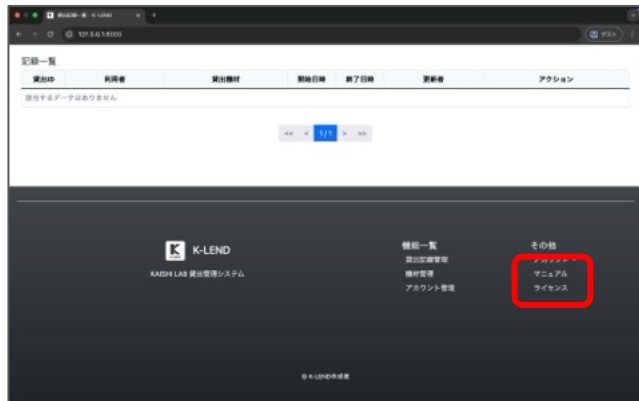 記録一覧 - K-LEND
127.0.0.1:8000
ゲスト
記録一覧
貸出ID 利用者 貸出機材 開始日時 終了日時 更新者 アクション
該当するデータはありません
<< < 1/1 > >>
K-LEND
KAISHI LAB 貸出管理システム
機能一覧
貸出記録管理
機材管理
アカウント管理
その他
マニュアル
ライセンス
© K-LEND作成者